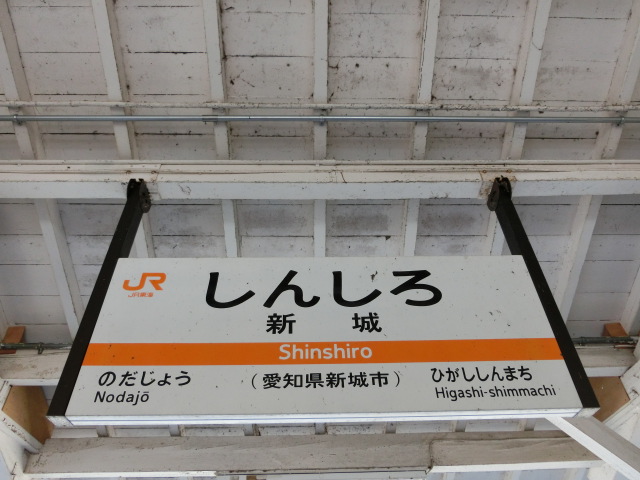 JR
JR東海
しんしろ
新城
Shinshiro
のだじょう
Nodajō
(愛知県新城市)
ひがししんまち
Higashi-shimmachi